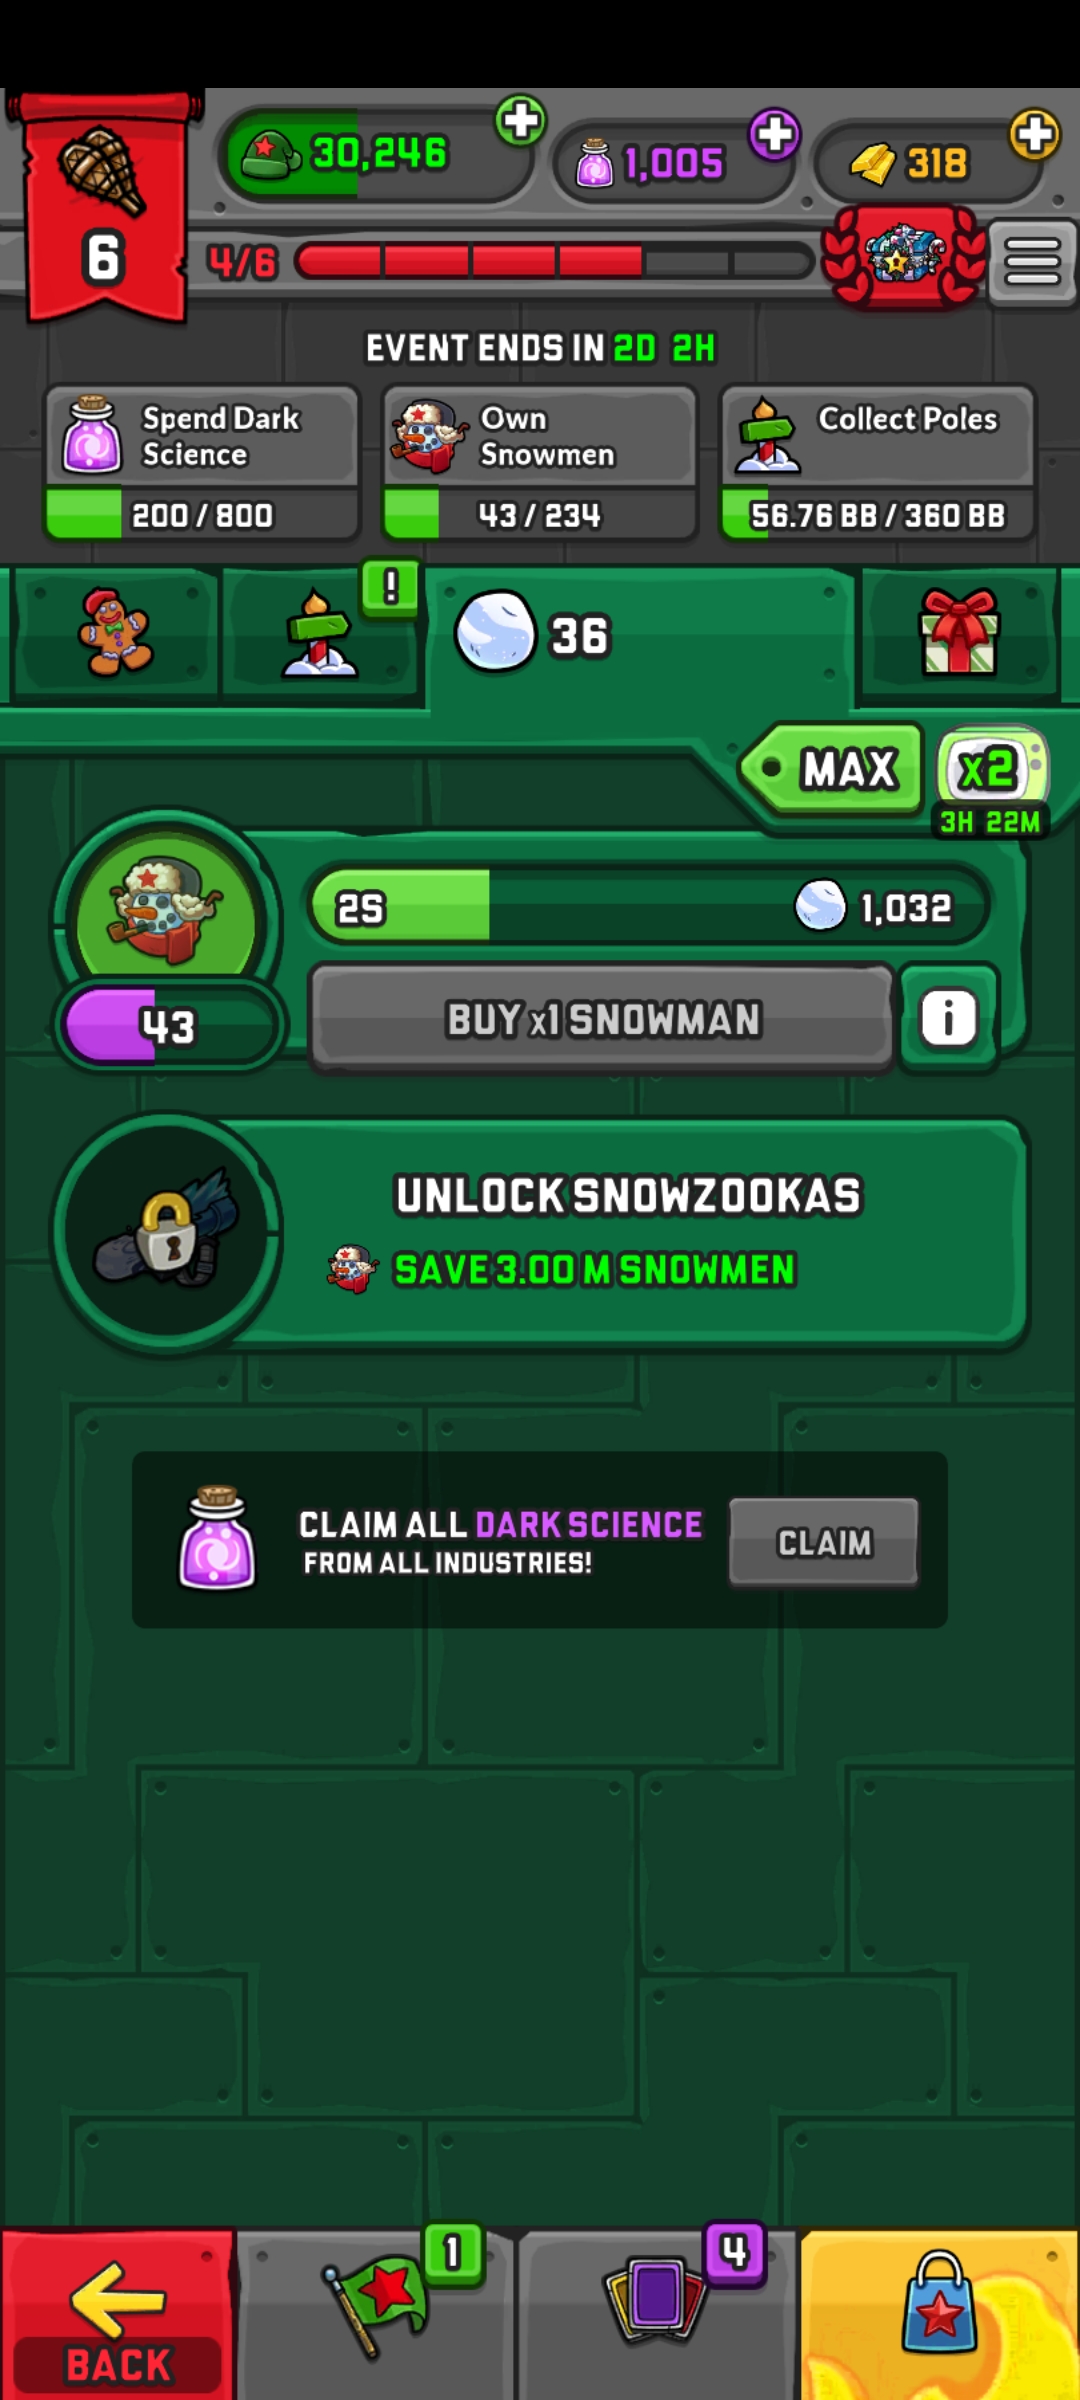 30,246
1,005
318
6
4/6
EVENT ENDS IN 2D 2H
Spend Dark
Science
200 / 800
Own
Snowmen
43 / 234
Collect Poles
56.76 BB / 360 BB
!
36
MAX
x2
3H 22M
2S
1,032
43
BUY x1 SNOWMAN
i
UNLOCK SNOWZOOKAS
SAVE 3.00 M SNOWMEN
CLAIM ALL DARK SCIENCE
FROM ALL INDUSTRIES!
CLAIM
1
4
BACK